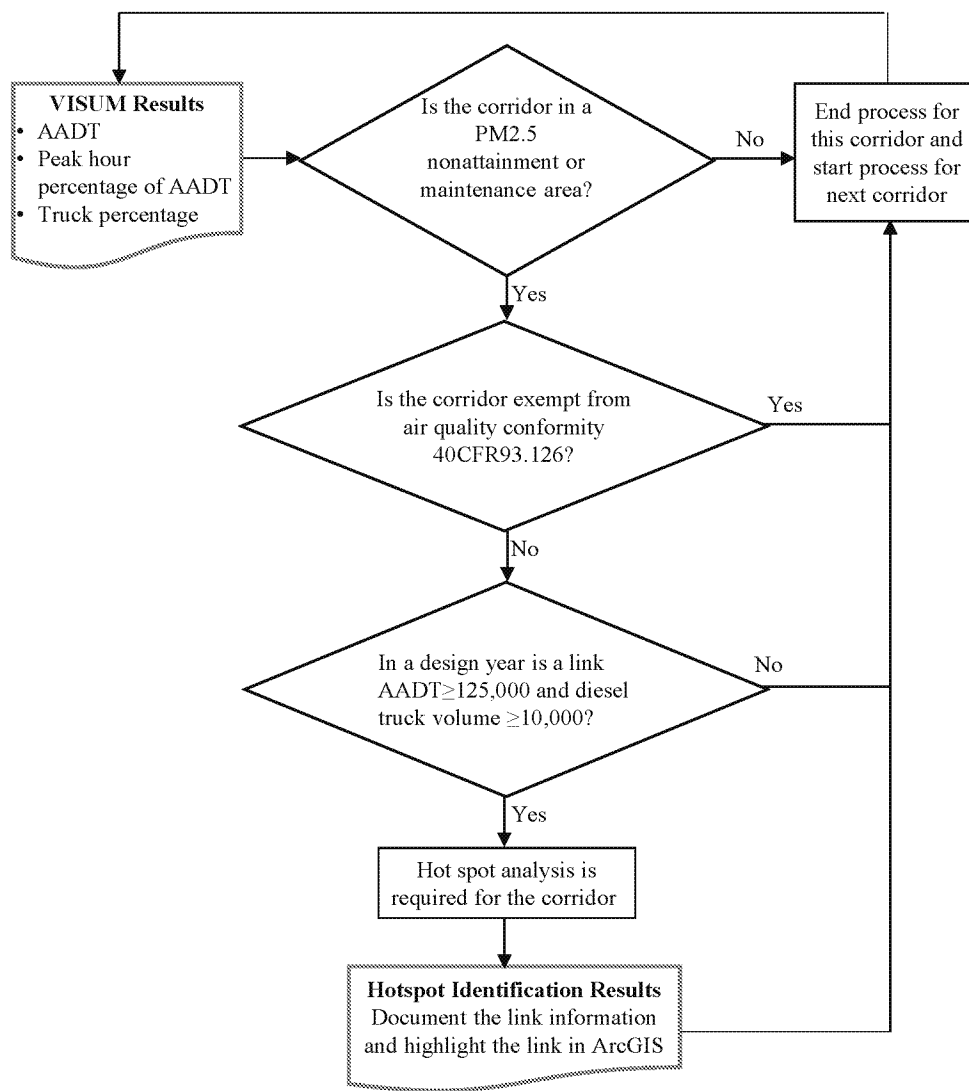 VISUM Results
• AADT
• Peak hour
percentage of AADT
• Truck percentage
Is the corridor in a
PM2.5
nonattainment or
maintenance area?
No
End process for
this corridor and
start process for
next corridor
Yes
Is the corridor exempt from
air quality conformity
40CFR93.126?
Yes
No
In a design year is a link
AADT≥125,000 and diesel
truck volume ≥10,000?
No
Yes
Hot spot analysis is
required for the corridor
Hotspot Identification Results
Document the link information
and highlight the link in ArcGIS